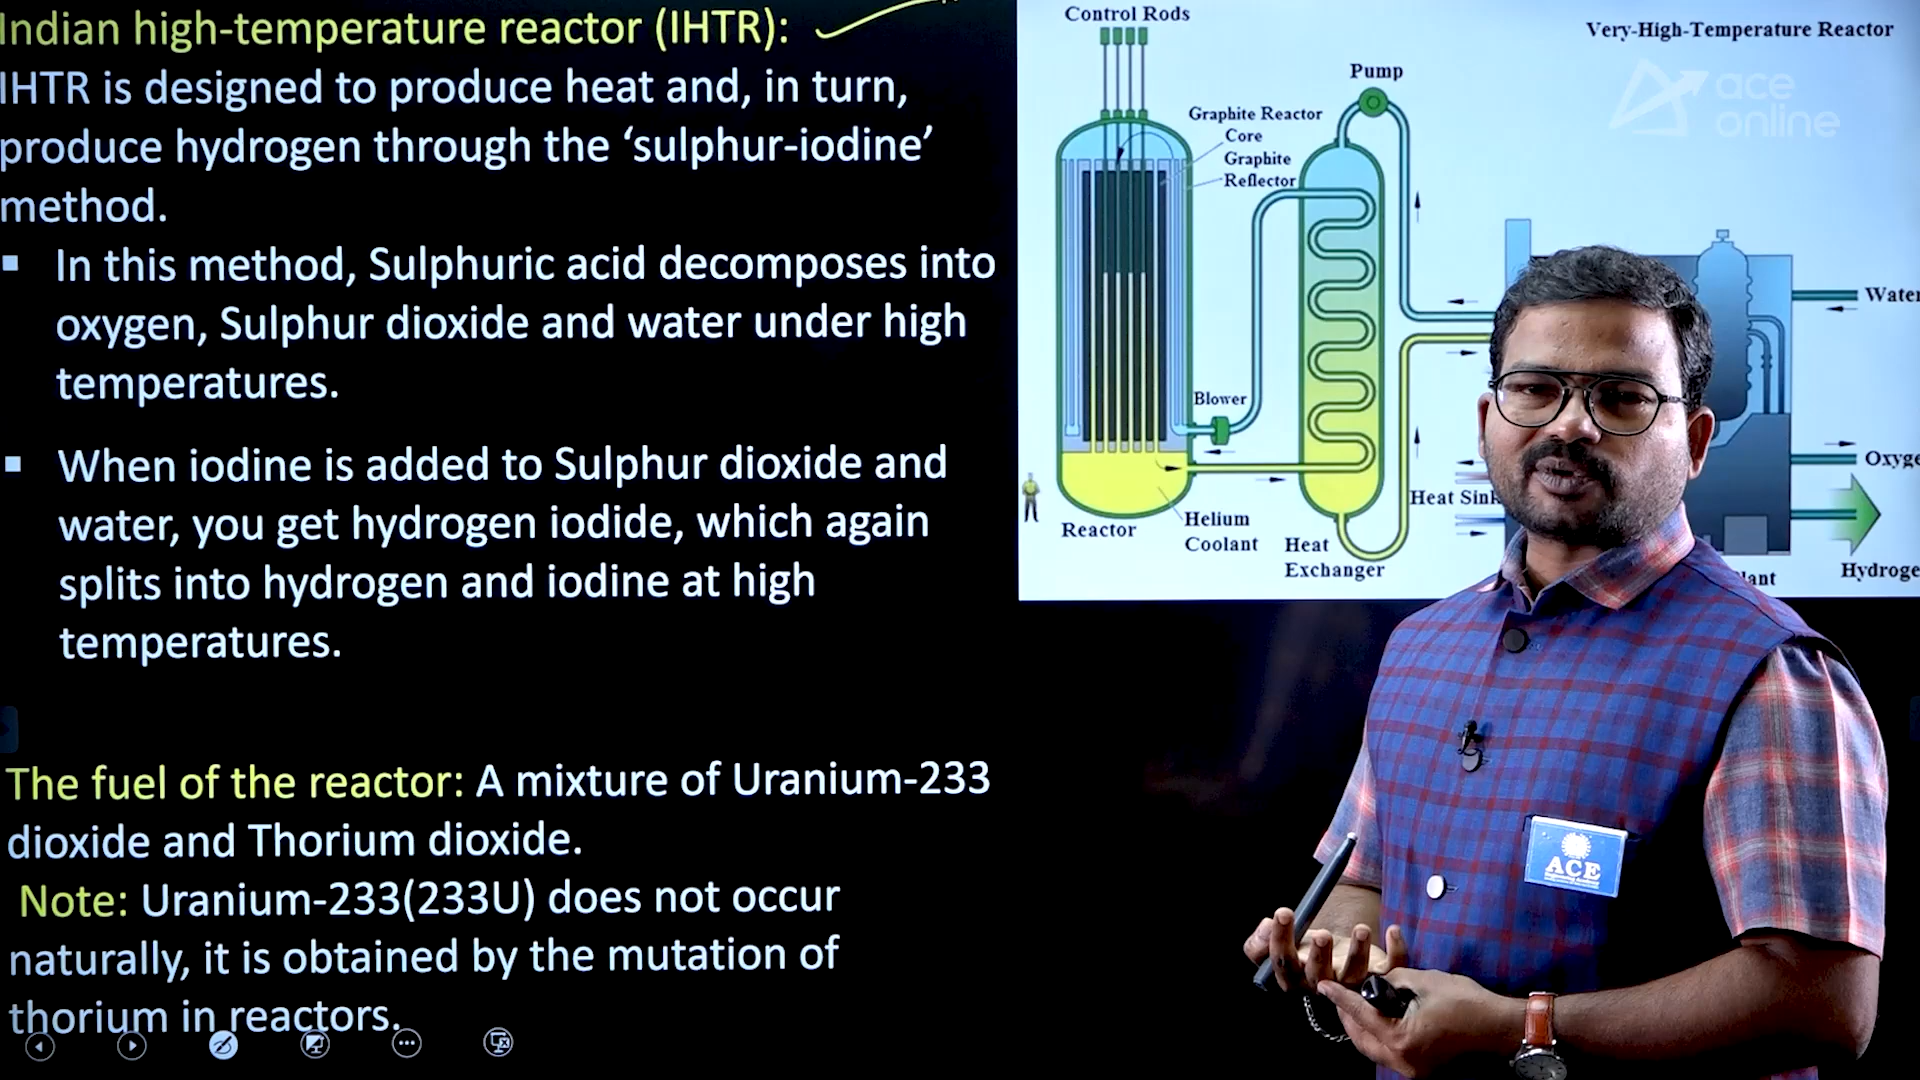 Indian high-temperature reactor (IHTR):
IHTR is designed to produce heat and, in turn,
produce hydrogen through the ‘sulphur-iodine’
method.
▪ In this method, Sulphuric acid decomposes into
oxygen, Sulphur dioxide and water under high
temperatures.
▪ When iodine is added to Sulphur dioxide and
water, you get hydrogen iodide, which again
splits into hydrogen and iodine at high
temperatures.
The fuel of the reactor: A mixture of Uranium-233
dioxide and Thorium dioxide.
Note: Uranium-233(233U) does not occur
naturally, it is obtained by the mutation of
thorium in reactors.
Control Rods
Very-High-Temperature Reactor
ace
online
Pump
Graphite Reactor
Core
Graphite
Reflector
Water
Blower
Oxyge
Heat Sink
Reactor
Helium
Coolant
Heat
Exchanger
lant
Hydroge
ACE